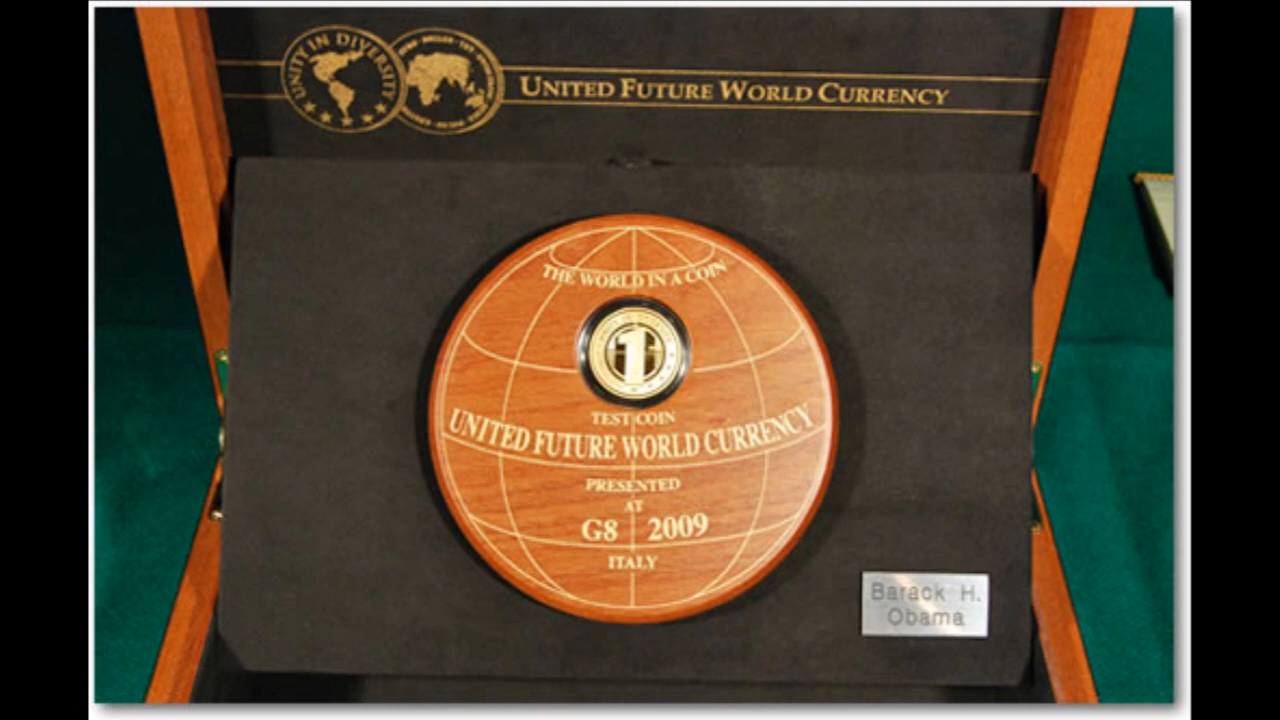 UNITY IN DIVERSITY
UNITED FUTURE WORLD CURRENCY
THE WORLD IN A COIN
1
TEST COIN
UNITED FUTURE WORLD CURRENCY
PRESENTED
AT
G8 2009
ITALY
Barack H.
Obama